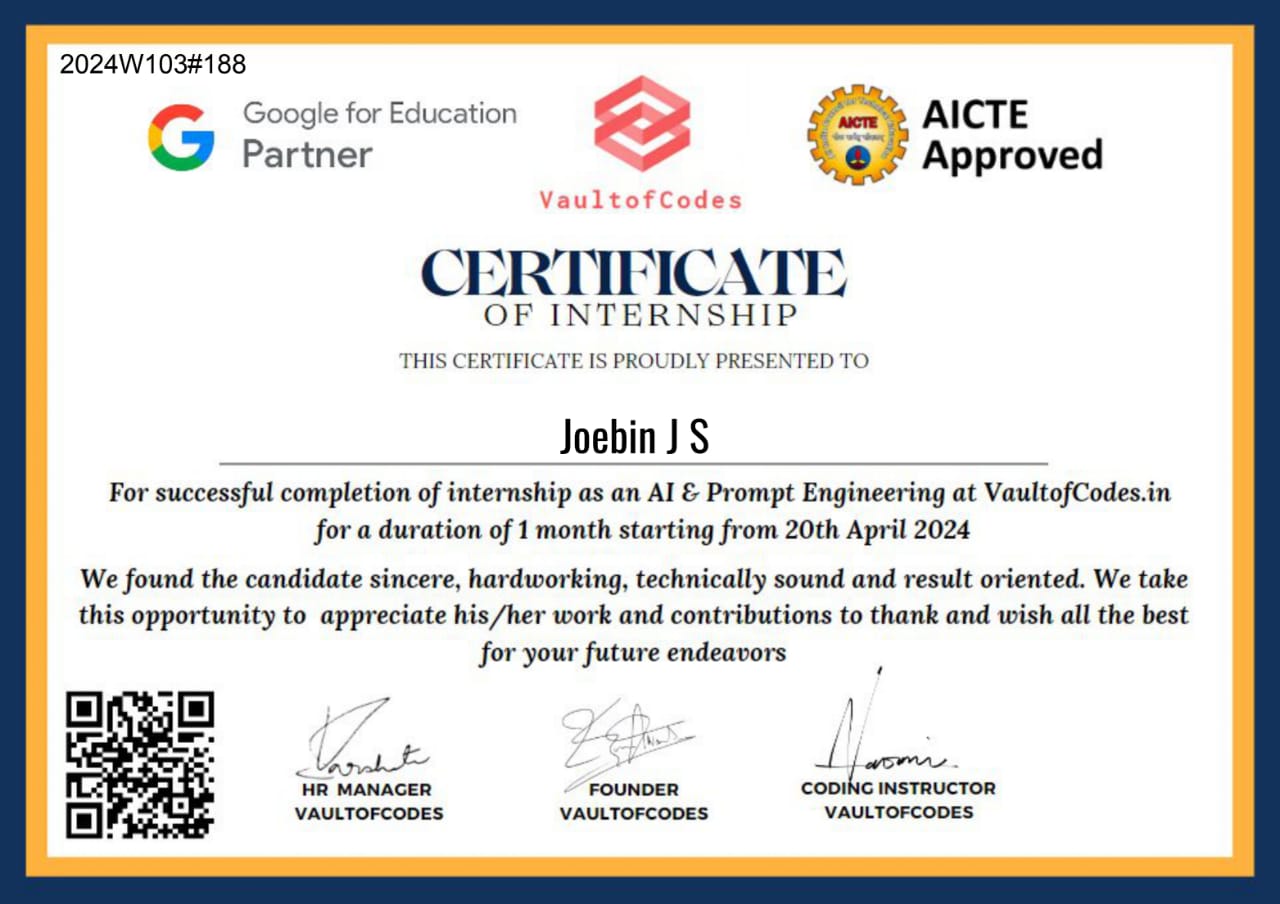 2024W103#188
Google for Education
Partner
VaultofCodes
AICTE
AICTE
Approved
CERTIFICATE
OF INTERNSHIP
THIS CERTIFICATE IS PROUDLY PRESENTED TO
Joebin J S
For successful completion of internship as an AI & Prompt Engineering at VaultofCodes.in
for a duration of 1 month starting from 20th April 2024
We found the candidate sincere, hardworking, technically sound and result oriented. We take
this opportunity to appreciate his/her work and contributions to thank and wish all the best
for your future endeavors
HR MANAGER
VAULTOFCODES
FOUNDER
VAULTOFCODES
CODING INSTRUCTOR
VAULTOFCODES